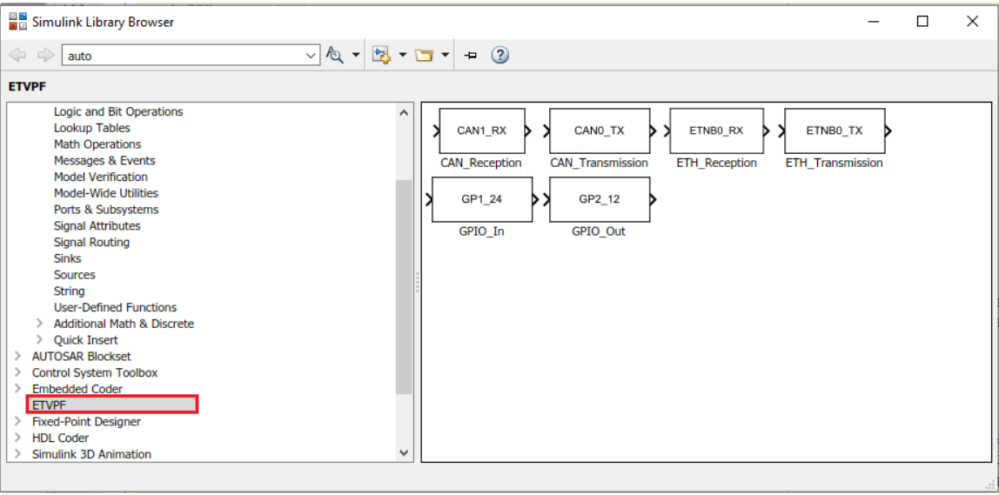 Simulink Library Browser
auto
ETVPF
Logic and Bit Operations
Lookup Tables
Math Operations
Messages & Events
Model Verification
Model-Wide Utilities
Ports & Subsystems
Signal Attributes
Signal Routing
Sinks
Sources
String
User-Defined Functions
Additional Math & Discrete
Quick Insert
AUTOSAR Blockset
Control System Toolbox
Embedded Coder
ETVPF
Fixed-Point Designer
HDL Coder
Simulink 3D Animation
CAN1_RX CAN0_TX ETNB0_RX ETNB0_TX
CAN_Reception CAN_Transmission ETH_Reception ETH_Transmission
GP1_24 GP2_12
GPIO_In GPIO_Out